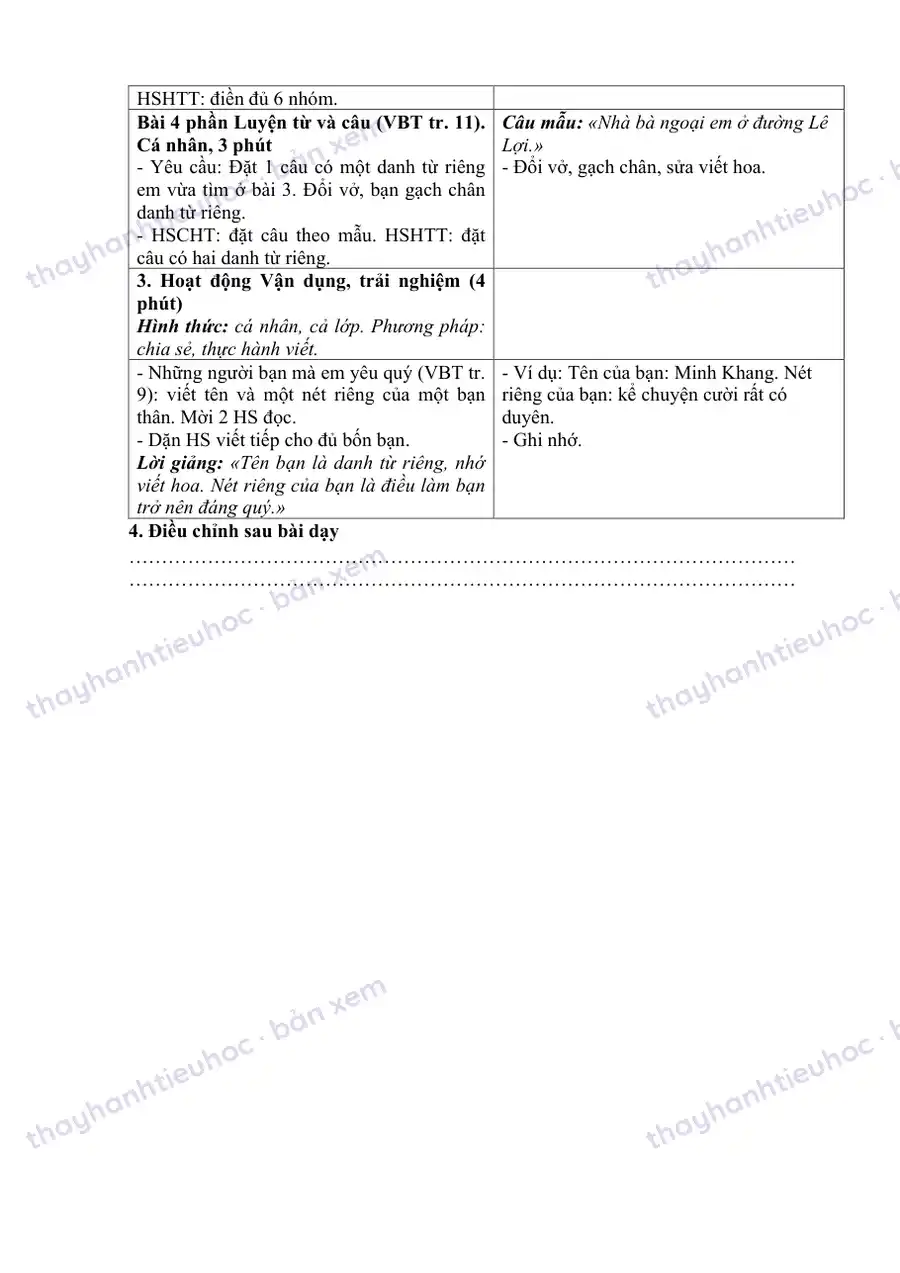 HSHTT: điền đủ 6 nhóm.
Bài 4 phần Luyện từ và câu (VBT tr. 11).
Cá nhân, 3 phút
- Yêu cầu: Đặt 1 câu có một danh từ riêng
em vừa tìm ở bài 3. Đổi vở, bạn gạch chân
danh từ riêng.
- HSCHT: đặt câu theo mẫu. HSHTT: đặt
câu có hai danh từ riêng.
Câu mẫu: «Nhà bà ngoại em ở đường Lê
Lợi.»
- Đổi vở, gạch chân, sửa viết hoa.
3. Hoạt động Vận dụng, trải nghiệm (4
phút)
Hình thức: cá nhân, cả lớp. Phương pháp:
chia sẻ, thực hành viết.
- Những người bạn mà em yêu quý (VBT tr.
9): viết tên và một nét riêng của một bạn
thân. Mời 2 HS đọc.
- Dặn HS viết tiếp cho đủ bốn bạn.
Lời giảng: «Tên bạn là danh từ riêng, nhớ
viết hoa. Nét riêng của bạn là điều làm bạn
trở nên đáng quý.»
- Ví dụ: Tên của bạn: Minh Khang. Nét
riêng của bạn: kể chuyện cười rất có
duyên.
- Ghi nhớ.
4. Điều chỉnh sau bài dạy
……………………………………………………………………………………
……………………………………………………………………………………
thayhanhtieuhoc · bản xem
thayhanhtieuhoc · b
thayhanhtieuhoc · bản xem
thayhanhtieuhoc · b
thayhanhtieuhoc · bản xem
thayhanhtieuhoc · b